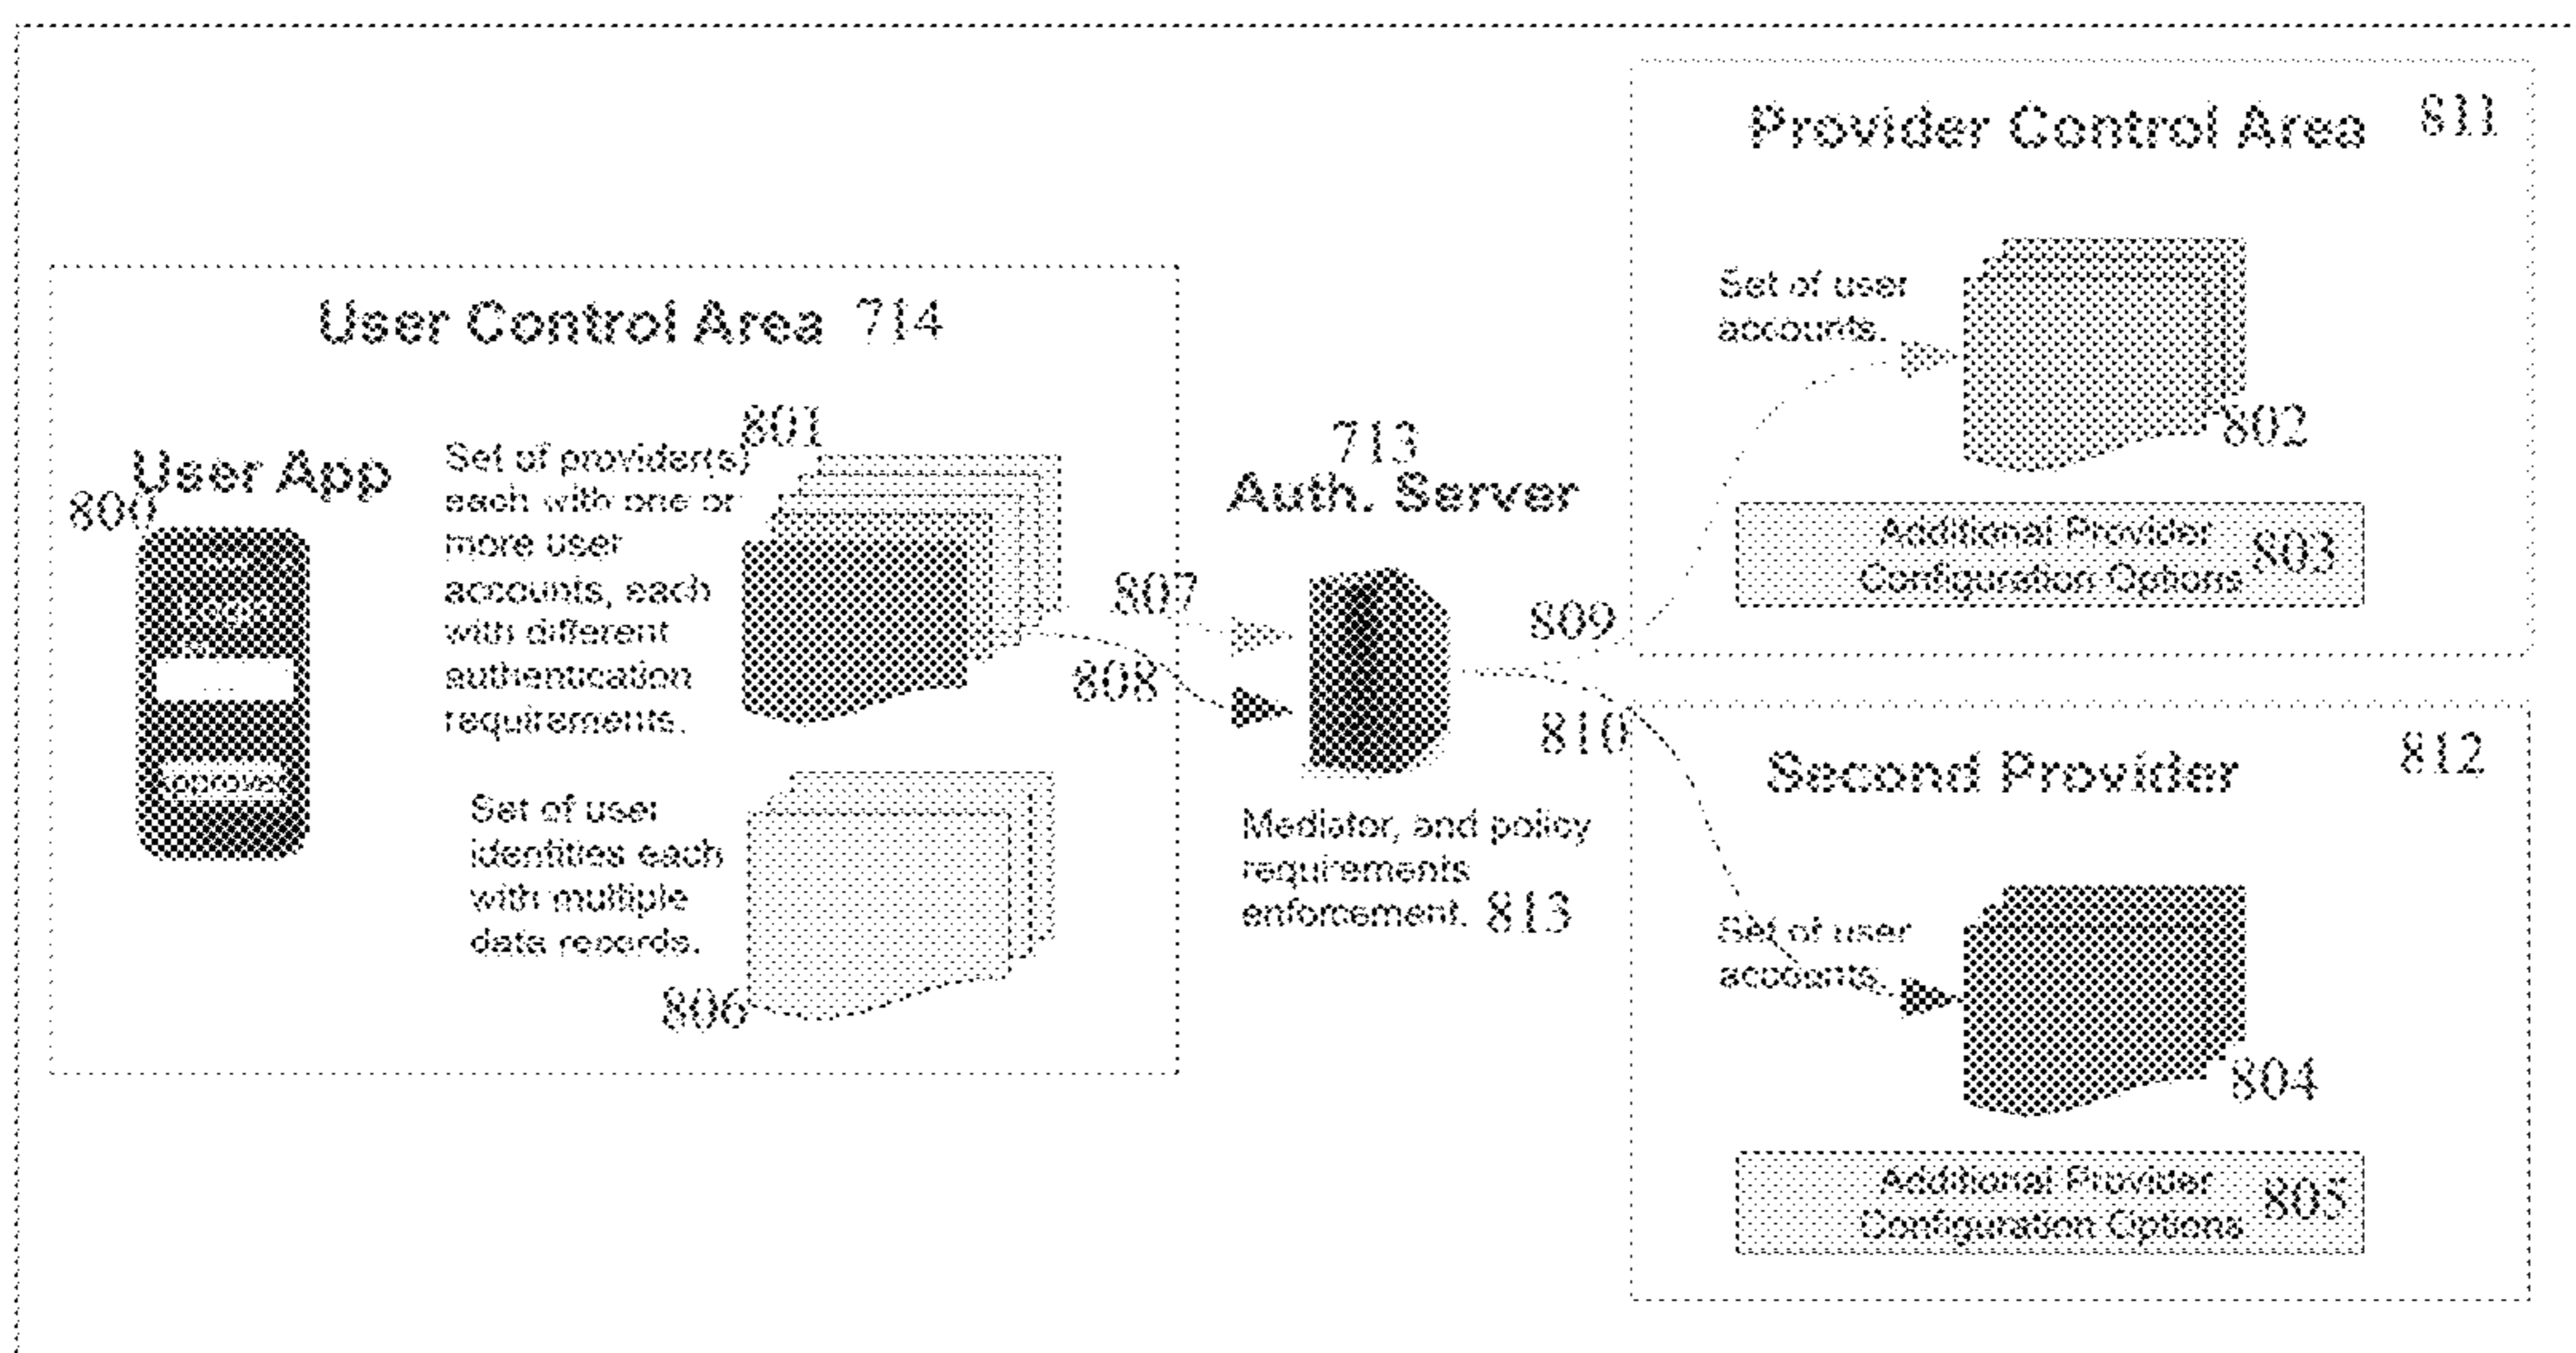 User Control Area 714
User App
800
Login
...
Approve
801
Set of provider(s)
each with one or
more user
accounts, each
with different
authentication
requirements.
Set of user
identities each
with multiple
data records.
806
807
808
713
Auth. Server
Mediator, and policy
requirements
enforcement. 813
809
810
Provider Control Area 811
Set of user
accounts.
802
Additional Provider
Configuration Options 803
Second Provider 812
Set of user
accounts.
804
Additional Provider
Configuration Options 805